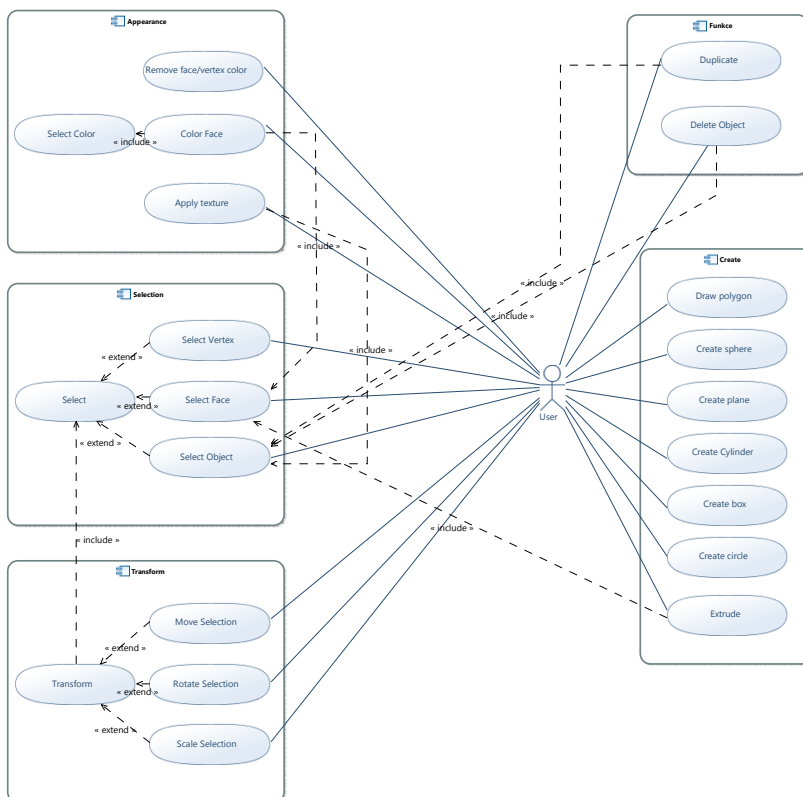 Appearance
Remove face/vertex color
Select Color
« include »
Color Face
Apply texture
« include »
Selection
Select Vertex
« extend »
« include »
Select
« extend »
Select Face
« extend »
Select Object
« include »
Transform
Move Selection
« extend »
Transform
« extend »
Rotate Selection
« extend »
Scale Selection
User
« include »
Funkce
Duplicate
Delete Object
« include »
« include »
Create
Draw polygon
Create sphere
Create plane
Create Cylinder
Create box
Create circle
Extrude